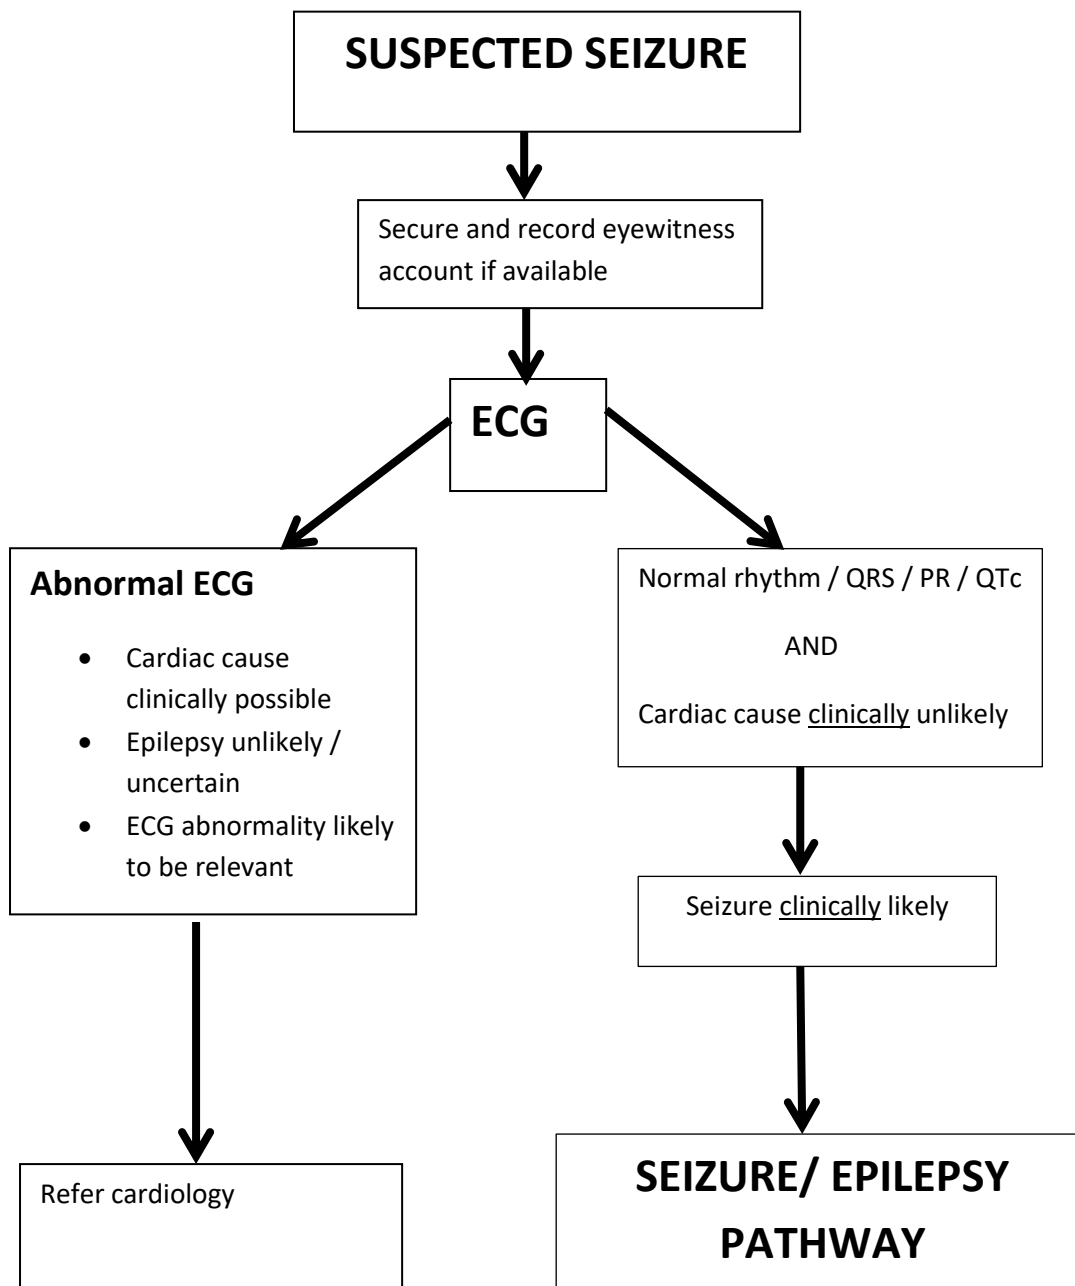 SUSPECTED SEIZURE
Secure and record eyewitness
account if available
ECG
Abnormal ECG
• Cardiac cause
clinically possible
• Epilepsy unlikely /
uncertain
• ECG abnormality likely
to be relevant
Refer cardiology
Normal rhythm / QRS / PR / QTc
AND
Cardiac cause clinically unlikely
Seizure clinically likely
SEIZURE/ EPILEPSY
PATHWAY